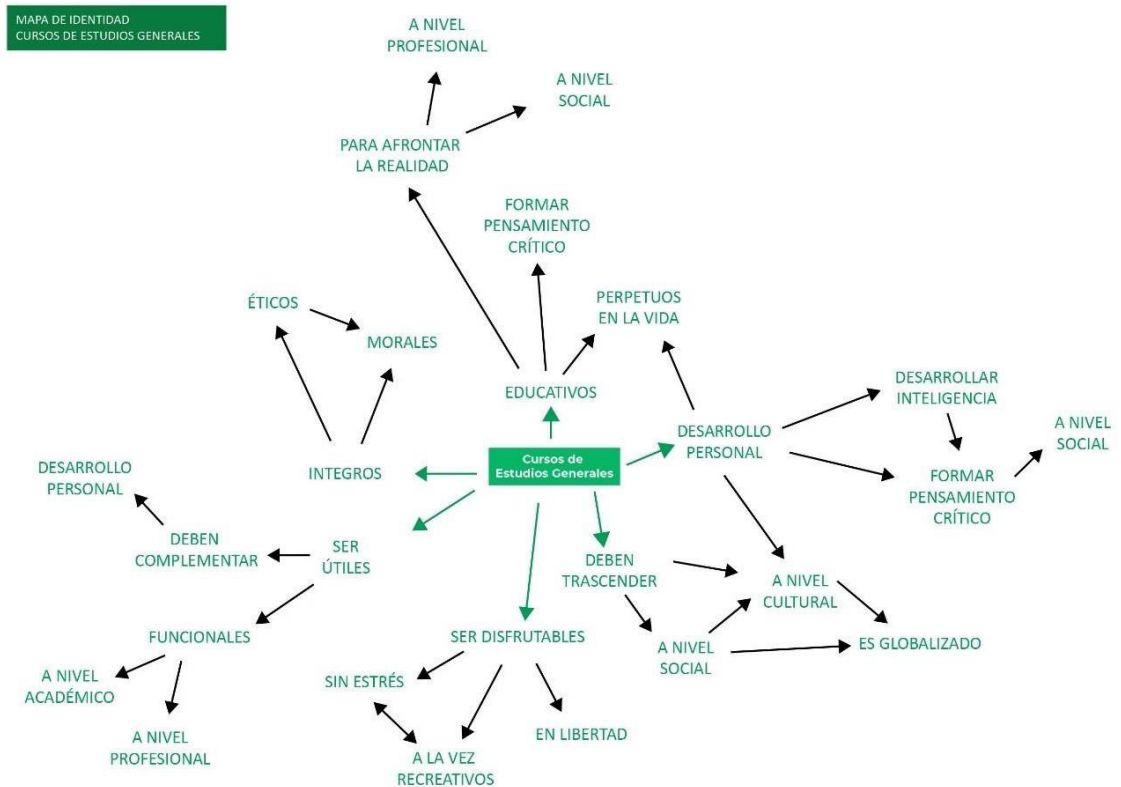 MAPA DE IDENTIDAD
CURSOS DE ESTUDIOS GENERALES
A NIVEL
PROFESIONAL
A NIVEL
SOCIAL
PARA AFRONTAR
LA REALIDAD
FORMAR
PENSAMIENTO
CRÍTICO
ÉTICOS
MORALES
PERPETUOS
EN LA VIDA
EDUCATIVOS
DESARROLLAR
INTELIGENCIA
A NIVEL
SOCIAL
DESARROLLO
PERSONAL
FORMAR
PENSAMIENTO
CRÍTICO
Cursos de
Estudios Generales
INTEGROS
DESARROLLO
PERSONAL
DEBEN
COMPLEMENTAR
SER
ÚTILES
DEBEN
TRASCENDER
A NIVEL
CULTURAL
FUNCIONALES
SER DISFRUTABLES
A NIVEL
SOCIAL
ES GLOBALIZADO
A NIVEL
ACADÉMICO
SIN ESTRÉS
EN LIBERTAD
A NIVEL
PROFESIONAL
A LA VEZ
RECREATIVOS